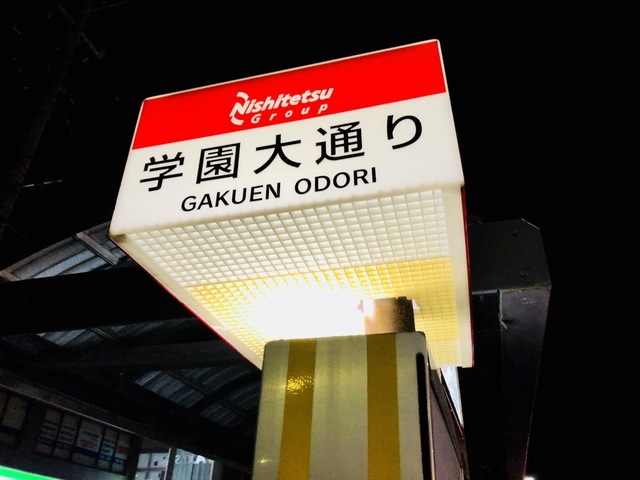 Nishitetsu
Group
学園大通り
GAKUEN ODORI